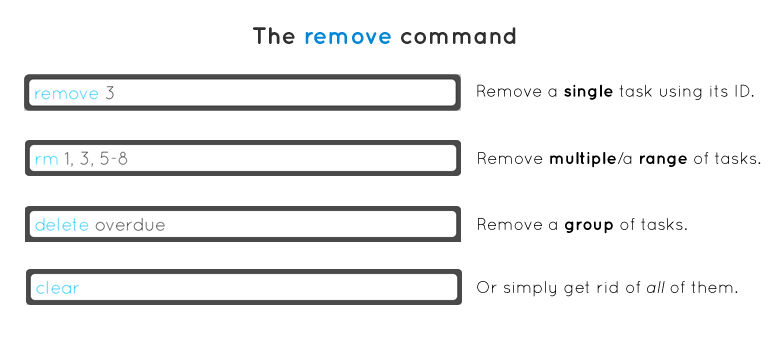 The remove command
remove 3
Remove a single task using its ID.
rm 1, 3, 5-8
Remove multiple/a range of tasks.
delete overdue
Remove a group of tasks.
clear
Or simply get rid of all of them.